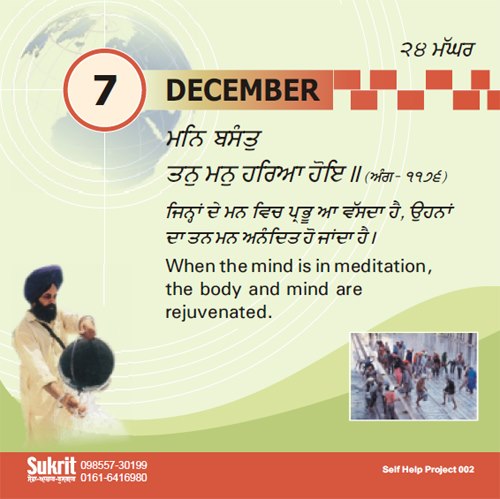 ੨੪ ਮੱਘਰ
7 DECEMBER
ਮਨਿ ਬਸੰਤੁ
ਤਨੁ ਮਨੁ ਹਰਿਆ ਹੋਇ ॥ (ਅੰਗ- ੧੧੭੬)
ਜਿਨ੍ਹਾਂ ਦੇ ਮਨ ਵਿਚ ਪ੍ਰਭੂ ਆ ਵੱਸਦਾ ਹੈ, ਉਹਨਾਂ
ਦਾ ਤਨ ਮਨ ਅਨੰਦਿਤ ਹੋ ਜਾਂਦਾ ਹੈ।
When the mind is in meditation,
the body and mind are
rejuvenated.
Sukrit 098557-30199
0161-6416980
Self Help Project 002